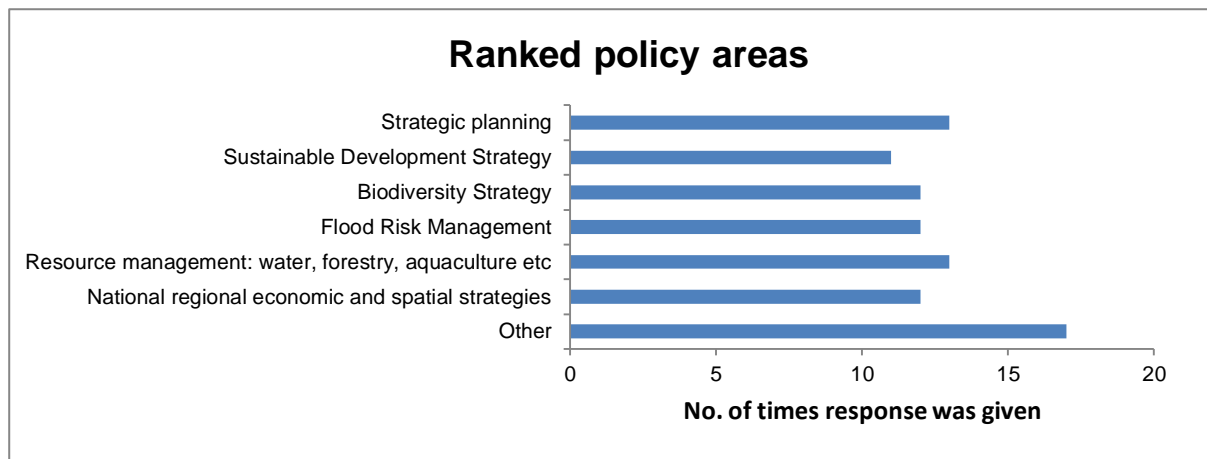 Ranked policy areas
Strategic planning
Sustainable Development Strategy
Biodiversity Strategy
Flood Risk Management
Resource management: water, forestry, aquaculture etc
National regional economic and spatial strategies
Other
0 5 10 15 20
No. of times response was given